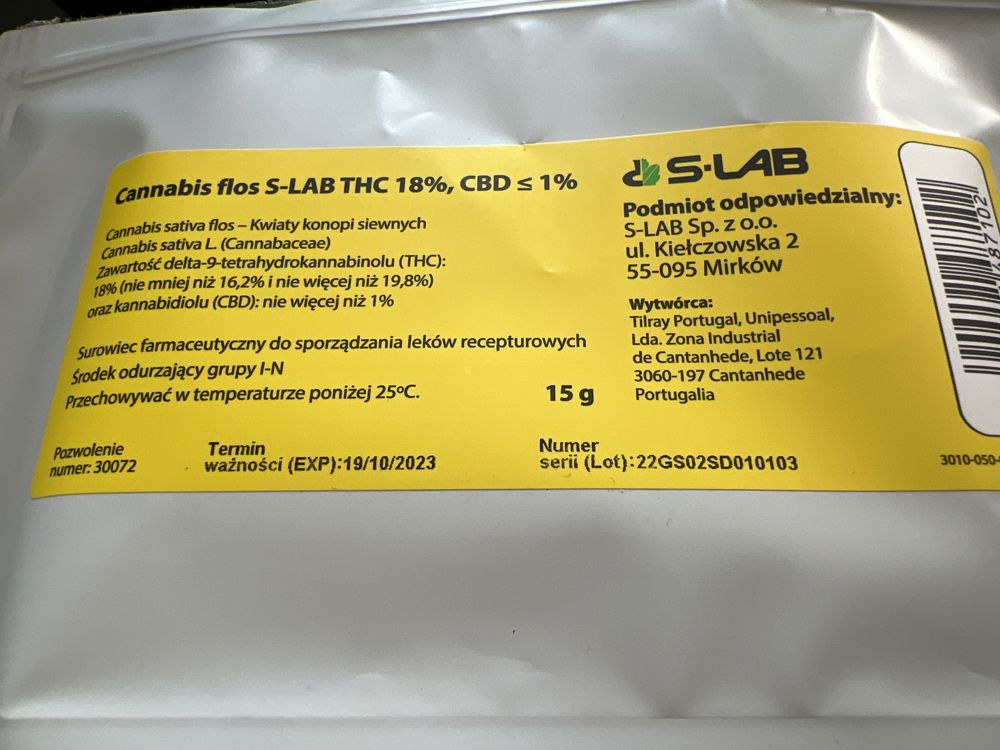 Cannabis flos S-LAB THC 18%, CBD ≤ 1%
Cannabis sativa flos – Kwiaty konopi siewnych
Cannabis sativa L. (Cannabaceae)
Zawartość delta-9-tetrahydrokannabinolu (THC):
18% (nie mniej niż 16,2% i nie więcej niż 19,8%)
oraz kannabidiolu (CBD): nie więcej niż 1%
Surowiec farmaceutyczny do sporządzania leków recepturowych
Środek odurzający grupy I-N
Przechowywać w temperaturze poniżej 25ºC.
15 g
Pozwolenie
numer: 30072
Termin
ważności (EXP):19/10/2023
Numer
serii (Lot):22GS02SD010103
S·LAB
Podmiot odpowiedzialny:
S-LAB Sp. z o.o.
ul. Kiełczowska 2
55-095 Mirków
Wytwórca:
Tilray Portugal, Unipessoal,
Lda. Zona Industrial
de Cantanhede, Lote 121
3060-197 Cantanhede
Portugalia
3010-050-